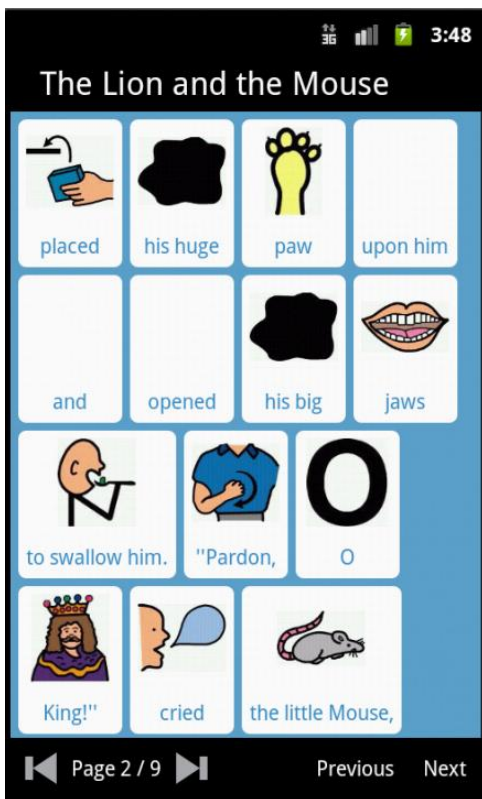 3G 3:48
The Lion and the Mouse
placed his huge paw upon him
and opened his big jaws
to swallow him. "Pardon, O
King!" cried the little Mouse,
Page 2 / 9 Previous Next